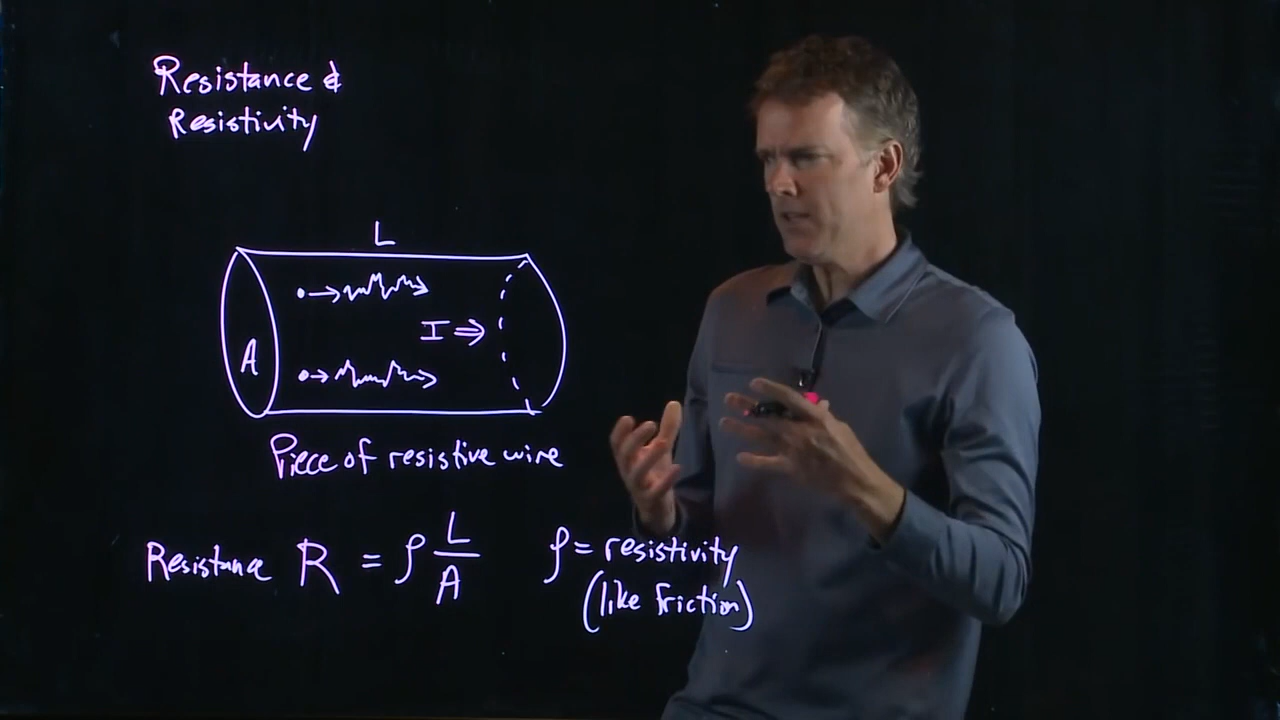 Resistance &
Resistivity
L
I ⇒
A
Piece of resistive wire
Resistance R = ρ L/A
ρ = resistivity
(like friction)